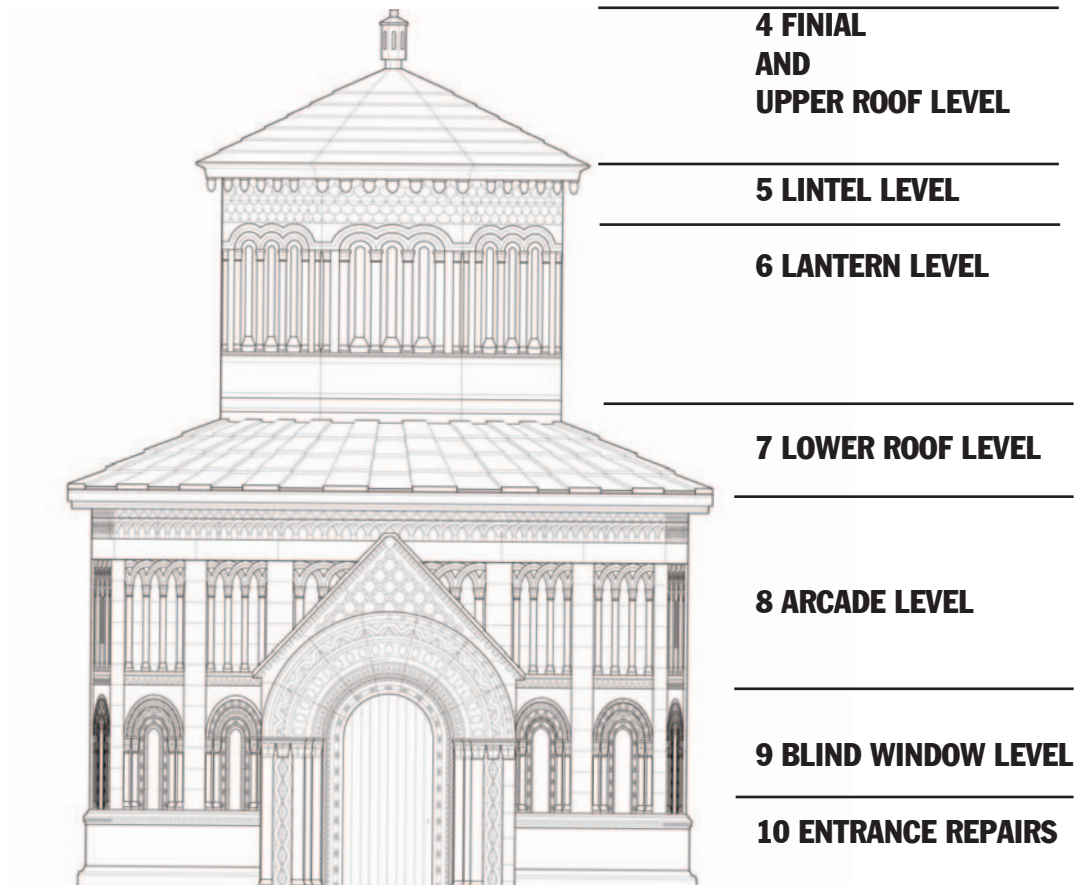 4 FINIAL
AND
UPPER ROOF LEVEL
5 LINTEL LEVEL
6 LANTERN LEVEL
7 LOWER ROOF LEVEL
8 ARCADE LEVEL
9 BLIND WINDOW LEVEL
10 ENTRANCE REPAIRS